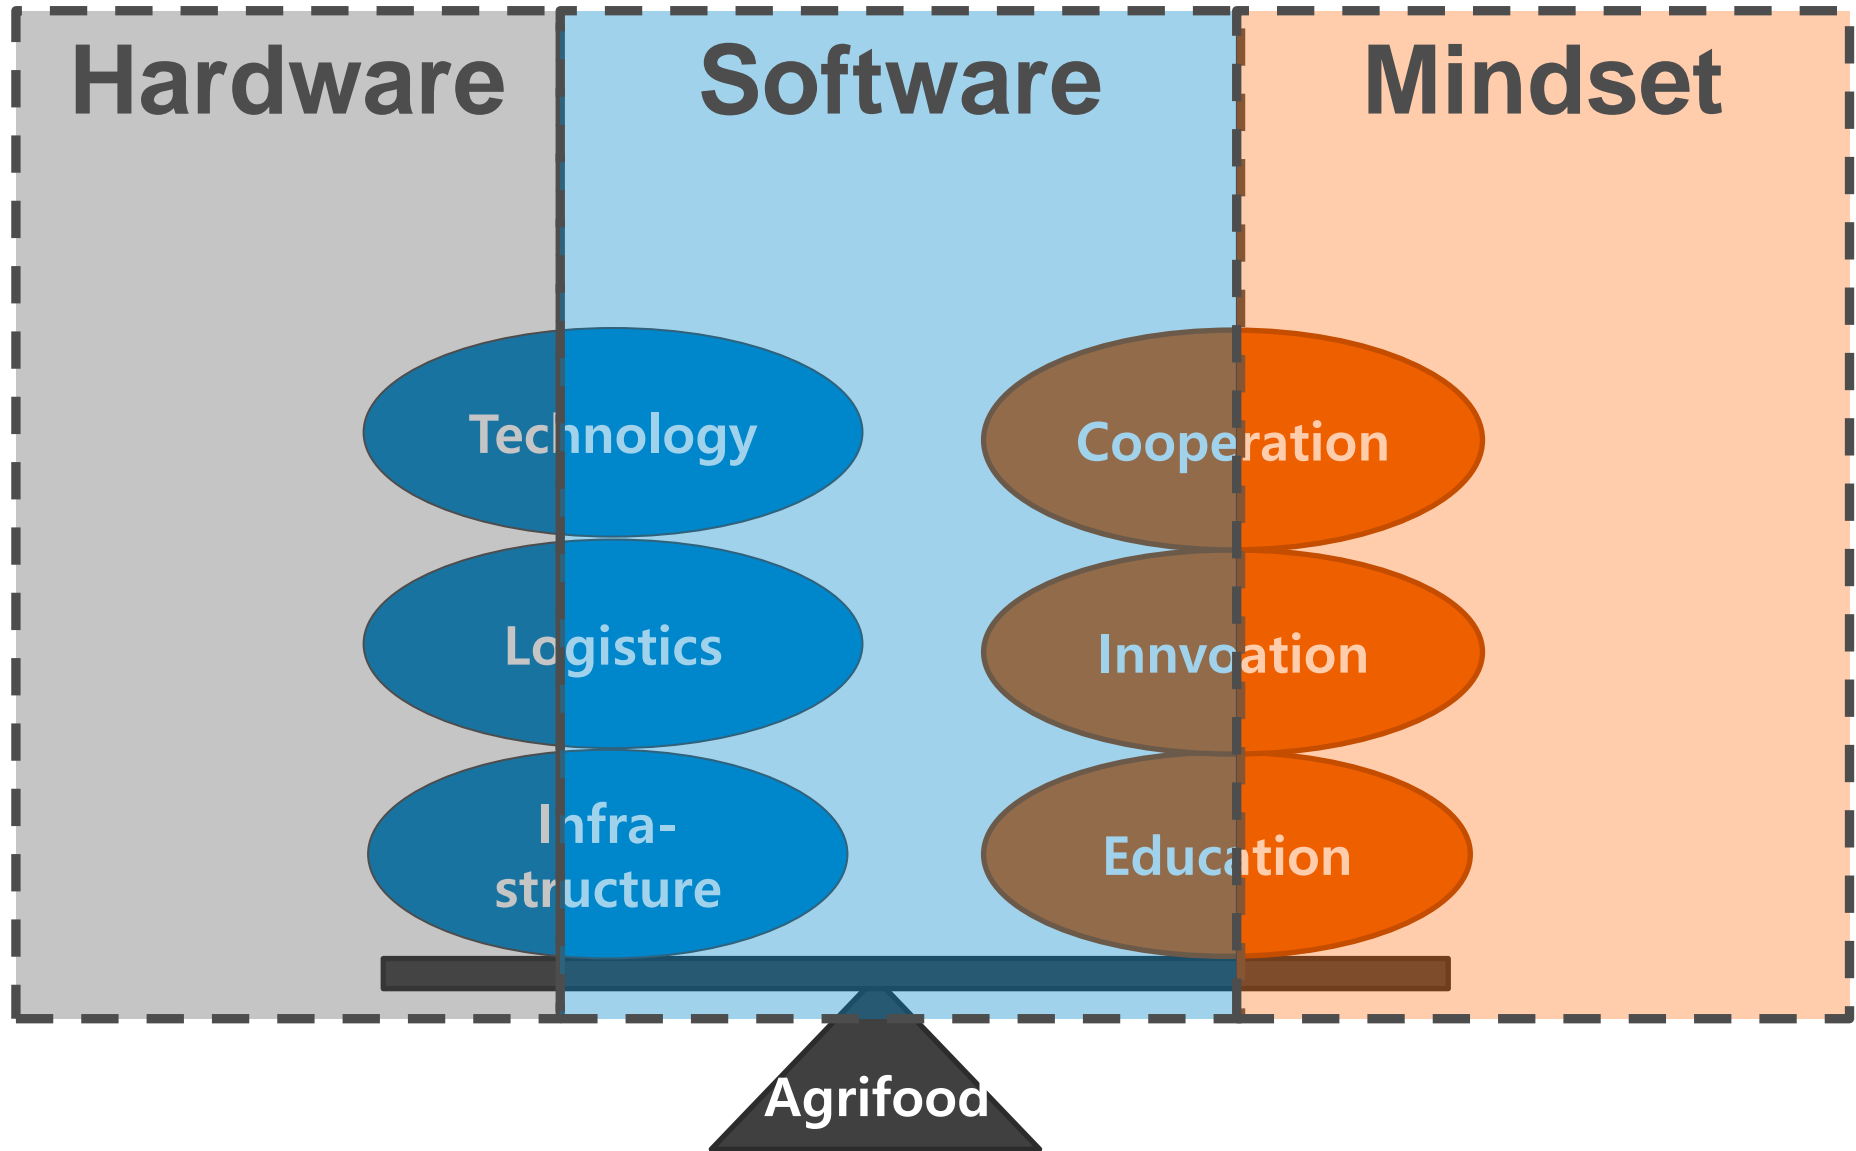 Hardware
Software
Mindset
Technology
Cooperation
Logistics
Innvoation
Infra-
structure
Education
Agrifood